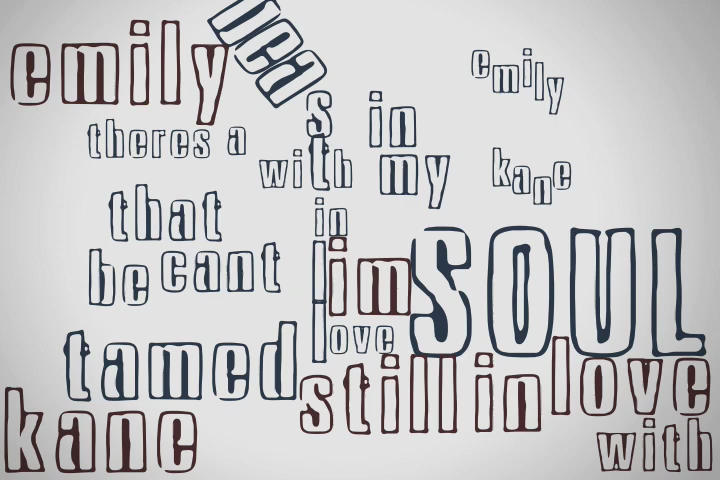 emily
beast in my
emily
theres a
with
kane
that
in
im SOUL
be cant
love
tamed
still in love
kane
with